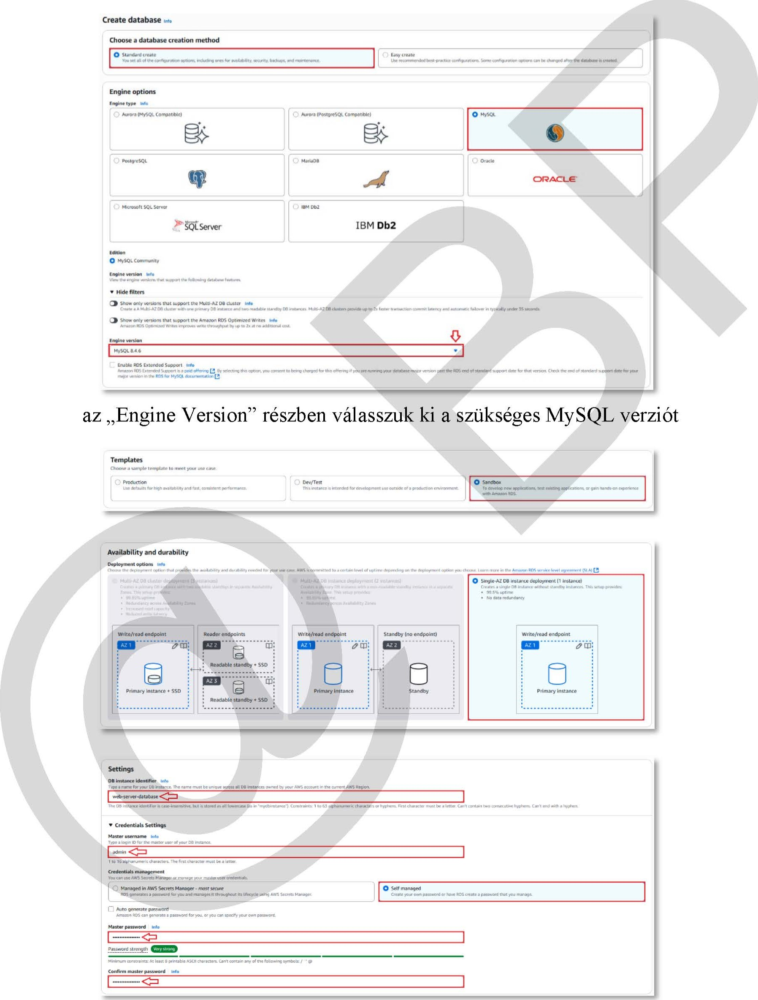 Create database Info
Choose a database creation method
Standard create
You set all of the configuration options, including ones for availability, security, backups, and maintenance.
Easy create
Use recommended best-practice configurations. Some configuration options can be changed after the database is created.
Engine options
Engine type Info
Aurora (MySQL Compatible)
Aurora (PostgreSQL Compatible)
MySQL
PostgreSQL
MariaDB
Oracle
ORACLE
Microsoft SQL Server
Microsoft
SQL Server
IBM Db2
IBM Db2
Edition
MySQL Community
Engine version Info
View the engine versions that support the following database features.
▼ Hide filters
Show only versions that support the Multi-AZ DB cluster Info
Create a A Multi-AZ DB cluster with one primary DB instance and two readable standby DB instances. Multi-AZ DB clusters provide up to 2x faster transaction commit latency and automatic failover in typically under 35 seconds.
Show only versions that support the Amazon RDS Optimized Writes Info
Amazon RDS Optimized Writes improves write throughput by up to 2x at no additional cost.
Engine version
MySQL 8.4.6
Enable RDS Extended Support Info
Amazon RDS Extended Support is a paid offering. By selecting this option, you consent to being charged for this offering if you are running your database major version past the RDS end of standard support date for that version. Check the end of standard support date for your
major version in the RDS for MySQL documentation
az „Engine Version” részben válasszuk ki a szükséges MySQL verziót
Templates
Choose a sample template to meet your use case.
Production
Use defaults for high availability and fast, consistent performance.
Dev/Test
This instance is intended for development use outside of a production environment.
Sandbox
To develop new applications, test existing applications, or gain hands-on experience
with Amazon RDS.
Availability and durability
Deployment options Info
Choose the deployment option that provides the availability and durability needed for your use case. AWS is committed to a certain level of uptime depending on the deployment option you choose. Learn more in the Amazon RDS service level agreement (SLA)
Multi-AZ DB cluster deployment (3 instances)
Creates a primary DB instance with two readable standbys in separate Availability
Zones. This setup provides:
• 99.95% uptime
• Redundancy across Availability Zones
• Increased read capacity
• Reduced write latency
Write/read endpoint
AZ 1
Primary instance + SSD
Reader endpoints
AZ 2
Readable standby + SSD
AZ 3
Readable standby + SSD
Multi-AZ DB instance deployment (2 instances)
Creates a primary DB instance with a non-readable standby instance in a separate
Availability Zone. This setup provides:
• 99.95% uptime
• Redundancy across Availability Zones
Write/read endpoint
AZ 1
Primary instance
Standby (no endpoint)
AZ 2
Standby
Single-AZ DB instance deployment (1 instance)
Creates a single DB instance without standby instances. This setup provides:
• 99.5% uptime
• No data redundancy
Write/read endpoint
AZ 1
Primary instance
Settings
DB instance identifier Info
Type a name for your DB instance. The name must be unique across all DB instances owned by your AWS account in the current AWS Region.
web-server-database
The DB instance identifier is case-insensitive, but is stored as all lowercase (as in "mydbinstance"). Constraints: 1 to 63 alphanumeric characters or hyphens. First character must be a letter. Can't contain two consecutive hyphens. Can't end with a hyphen.
▼ Credentials Settings
Master username Info
Type a login ID for the master user of your DB instance.
admin
1 to 16 alphanumeric characters. The first character must be a letter.
Credentials management
You can use AWS Secrets Manager or manage your master user credentials.
Managed in AWS Secrets Manager - most secure
RDS generates a password for you and manages it throughout its lifecycle using AWS Secrets Manager.
Self managed
Create your own password or have RDS create a password that you manage.
Auto generate password
Amazon RDS can generate a password for you, or you can specify your own password.
Master password Info
Password strength Very strong
Minimum constraints: At least 8 printable ASCII characters. Can't contain any of the following symbols: / ' " @
Confirm master password Info
@BP